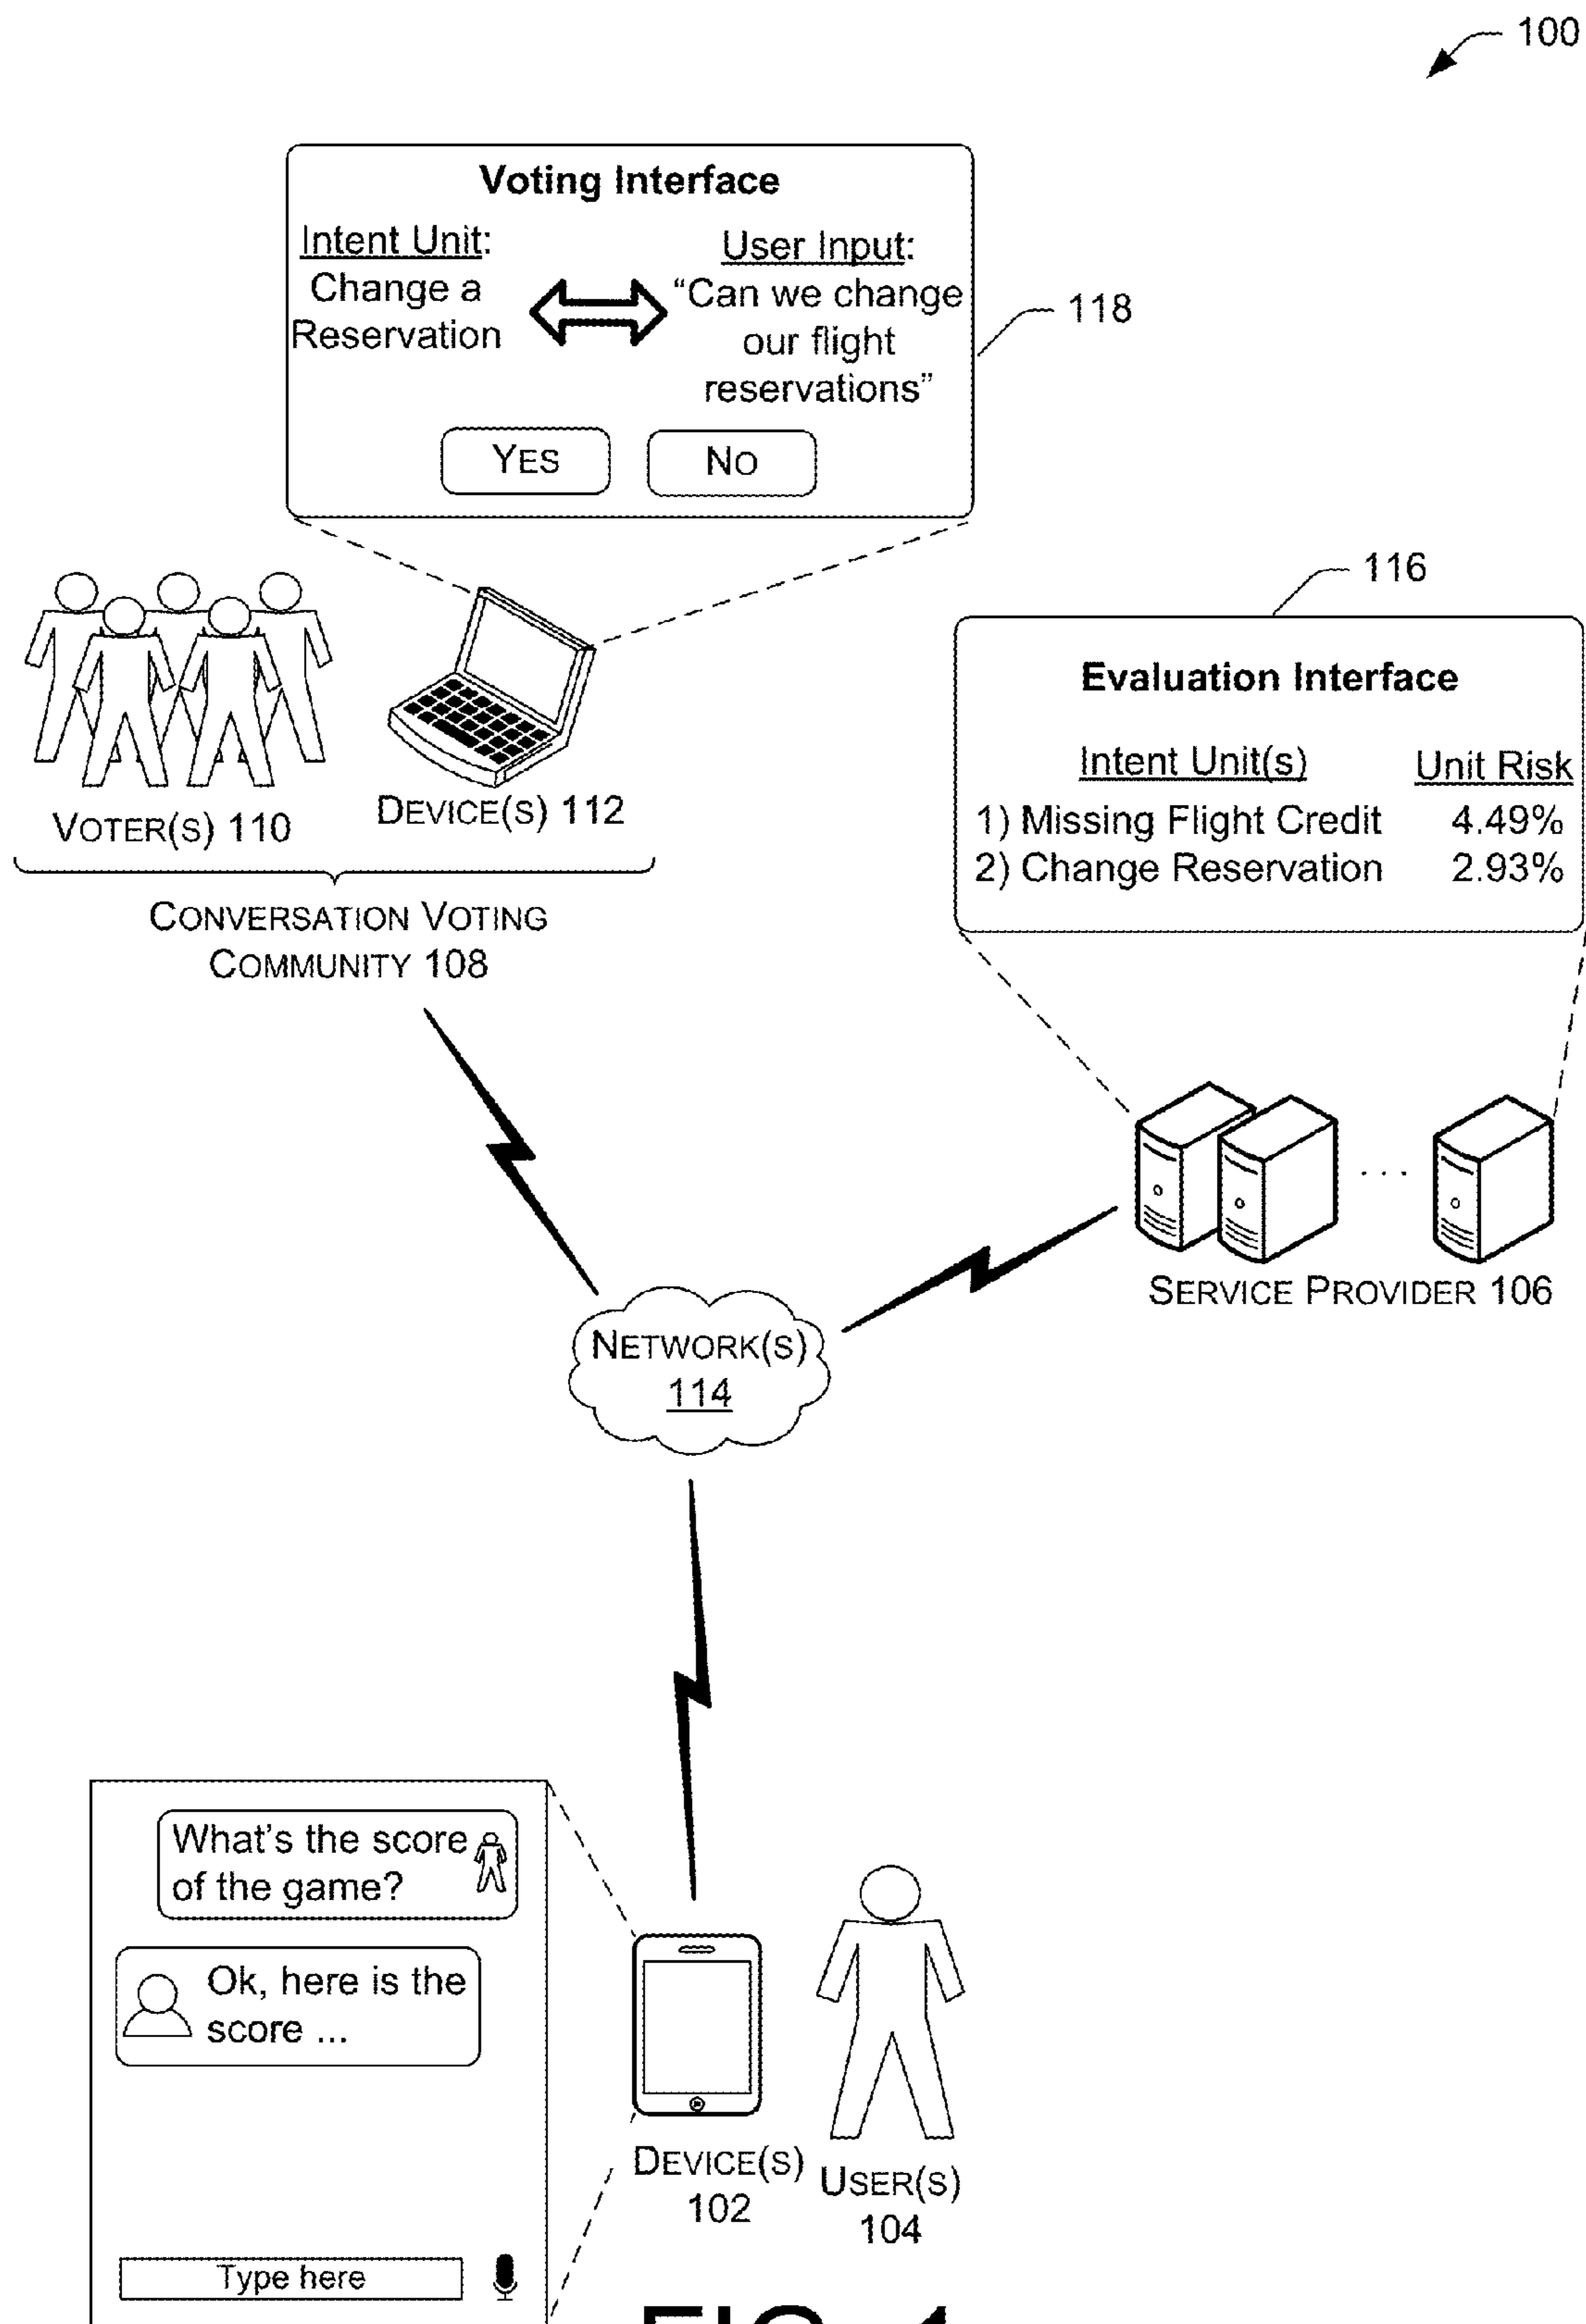 100
Voting Interface
Intent Unit:
Change a
Reservation
User Input:
“Can we change
our flight
reservations”
YES
NO
118
116
Evaluation Interface
Intent Unit(s) Unit Risk
1) Missing Flight Credit 4.49%
2) Change Reservation 2.93%
VOTER(S) 110
DEVICE(S) 112
CONVERSATION VOTING
COMMUNITY 108
SERVICE PROVIDER 106
NETWORK(S)
114
What's the score
of the game?
Ok, here is the
score ...
Type here
DEVICE(S)
102
USER(S)
104
FIG. 1